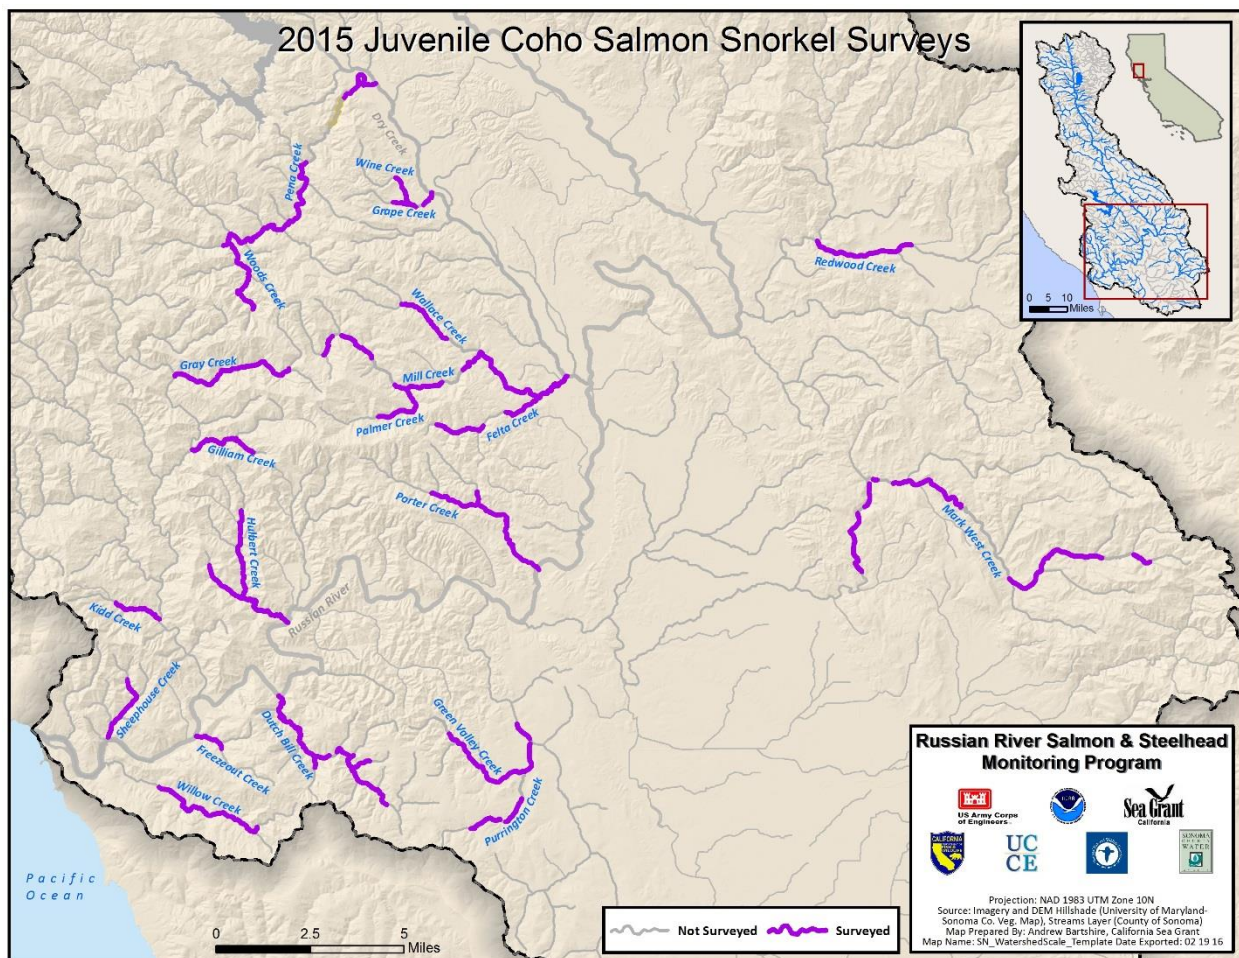 2015 Juvenile Coho Salmon Snorkel Surveys
Dry Creek
Pena Creek
Wine Creek
Grape Creek
Woods Creek
Wallace Creek
Redwood Creek
Gray Creek
Mill Creek
Palmer Creek
Felta Creek
Gilliam Creek
Porter Creek
Hulbert Creek
Mark West Creek
Kidd Creek
Russian River
Sheephouse Creek
Dutch Bill Creek
Green Valley Creek
Freezeout Creek
Willow Creek
Purrington Creek
Pacific
Ocean
0 5 10
Miles
0 2.5 5
Miles
Not Surveyed Surveyed
Russian River Salmon & Steelhead
Monitoring Program
US Army Corps
of Engineers
NOAA
Sea Grant
California
CALIFORNIA
UC
CE
SONOMA
COUNTY
WATER
Projection: NAD 1983 UTM Zone 10N
Source: Imagery and DEM Hillshade (University of Maryland-
Sonoma Co. Veg. Map), Streams Layer (County of Sonoma)
Map Prepared By: Andrew Bartshire, California Sea Grant
Map Name: SN_WatershedScale_Template Date Exported: 02 19 16